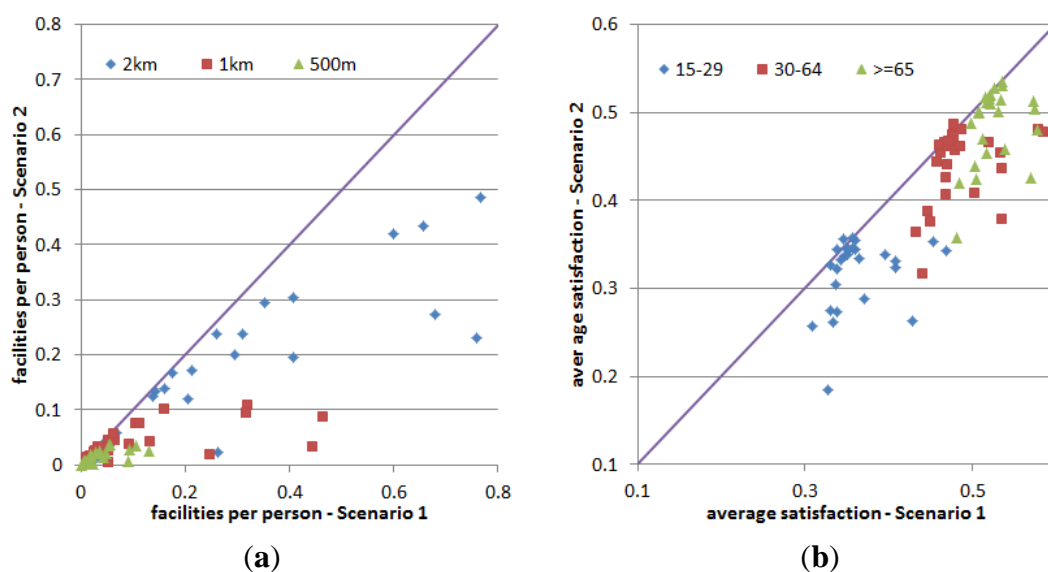 0.8
0.7
0.6
0.5
0.4
0.3
0.2
0.1
0
2km 1km 500m
facilities per person - Scenario 2
0 0.2 0.4 0.6 0.8
facilities per person - Scenario 1
(a)
0.6
0.5
0.4
0.3
0.2
0.1
15-29 30-64 >=65
aver age satisfaction - Scenario 2
0.1 0.3 0.5
average satisfaction - Scenario 1
(b)